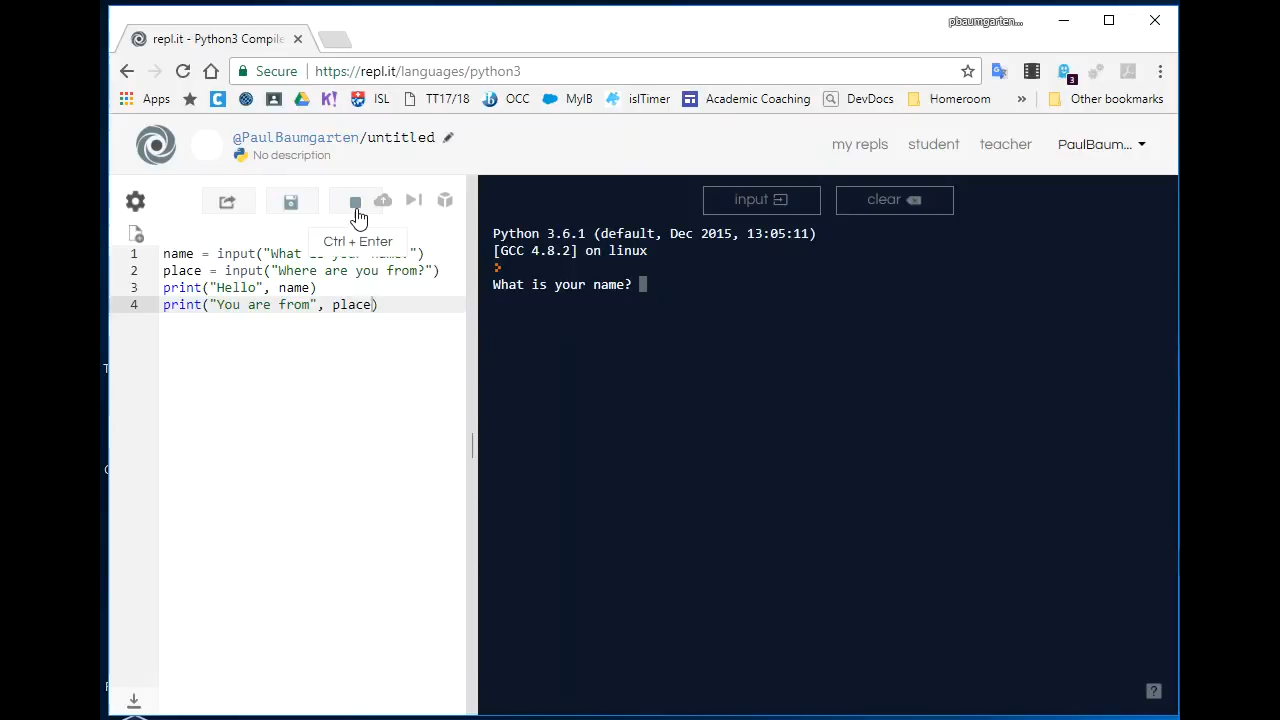 pbaumgarten...
repl.it - Python3 Compile
Secure https://repl.it/languages/python3
3
Apps ISL TT17/18 OCC MyIB islTimer Academic Coaching DevDocs Homeroom » Other bookmarks
@PaulBaumgarten/untitled
No description
my repls student teacher PaulBaum...
input clear
Ctrl + Enter
1 name = input("What is your name?")
2 place = input("Where are you from?")
3 print("Hello", name)
4 print("You are from", place)
Python 3.6.1 (default, Dec 2015, 13:05:11)
[GCC 4.8.2] on linux
What is your name?
?